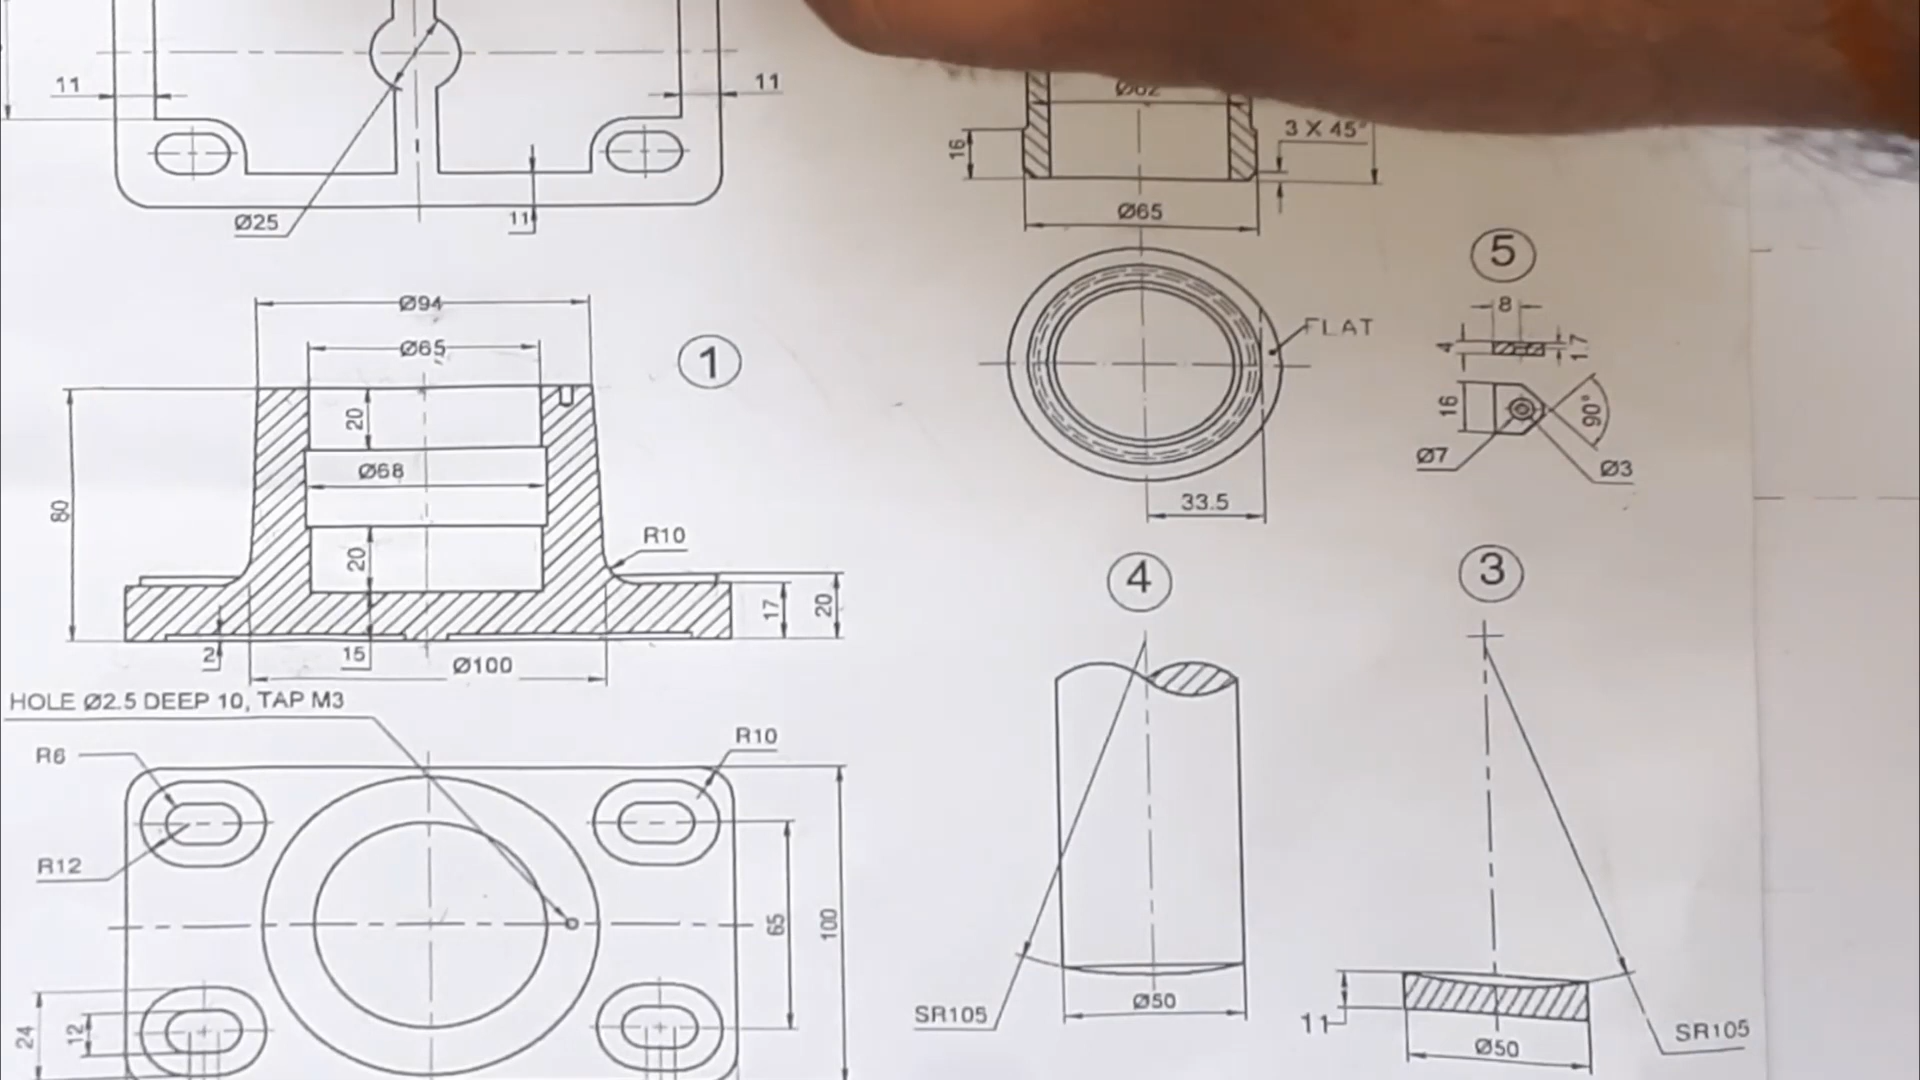 11
11
Ø25
11
Ø62
3 X 45°
16
Ø65
5
8
4
1.7
16
90°
Ø7
Ø3
FLAT
33.5
Ø94
Ø65
1
20
Ø68
80
20
R10
17
20
2
15
Ø100
HOLE Ø2.5 DEEP 10, TAP M3
R6
R10
R12
65
100
24
12
4
3
SR105
Ø50
11
Ø50
SR105